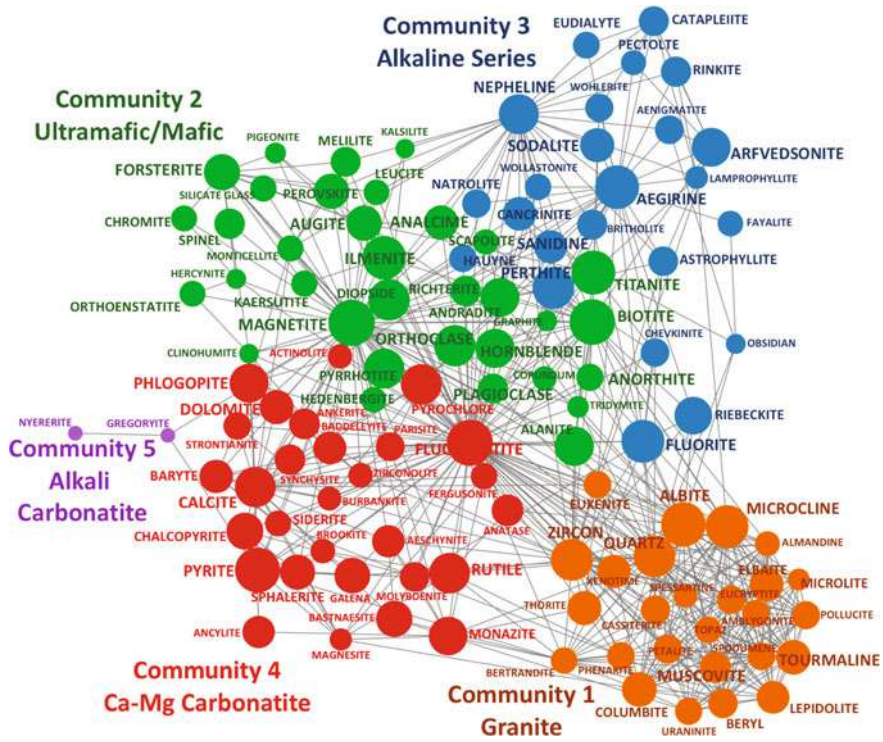 Community 3
Alkaline Series
EUDIALYTE
CATAPLEIITE
PECTOLTE
RINKITE
NEPHELINE
WOHLERITE
AENIGMATITE
SODALITE
ARFVEDSONITE
WOLLASTONITE
LAMPROPHYLLITE
NATROLITE
AEGIRINE
CANCRINITE
BRITHOLITE
FAYALITE
SANIDINE
HAUYNE
ASTROPHYLLITE
PERTHITE
CHEVKINITE
OBSIDIAN
RIEBECKITE
FLUORITE
Community 2
Ultramafic/Mafic
PIGEONITE
MELILITE
KALSILITE
FORSTERITE
LEUCITE
SILICATE GLASS
PEROVSKITE
CHROMITE
AUGITE
ANALCIME
SPINEL
SCAPOLITE
MONTICELLITE
ILMENITE
HERCYNITE
TITANITE
ORTHOENSTATITE
KAERSUTITE
DIOPSIDE
RICHTERITE
ANDRADITE
MAGNETITE
GRAPHITE
BIOTITE
ORTHOCLASE
HORNBLENDE
CLINOHUMITE
PYRRHOTITE
CORUNDUM
ANORTHITE
HEDENBERGITE
PLAGIOCLASE
TRIDYMITE
ALANITE
ACTINOLITE
PHLOGOPITE
PYROCHLORE
DOLOMITE
ANKERITE
BADDELEYITE
PARISITE
STRONTIANITE
NYERERITE
GREGORYITE
Community 5
Alkali
Carbonatite
BARYTE
SYNCHYSITE
ZIRCONOLITE
FERGUSONITE
CALCITE
BURBANKITE
SIDERITE
ANATASE
CHALCOPYRITE
BROOKITE
AESCHYNITE
PYRITE
RUTILE
SPHALERITE
GALENA
MOLYBDENITE
BASTNAESITE
ANCYLITE
MAGNESITE
MONAZITE
Community 4
Ca-Mg Carbonatite
EUXENITE
ALBITE
MICROCLINE
ZIRCON
QUARTZ
ALMANDINE
XENOTIME
ELBAITE
SPESSARTINE
EUCRYPTITE
MICROLITE
THORITE
CASSITERITE
AMBLYGONITE
POLLUCITE
TOPAZ
PETALITE
SPODUMENE
BERTRANDITE
PHENAKITE
MUSCOVITE
TOURMALINE
COLUMBITE
URANINITE
BERYL
LEPIDOLITE
Community 1
Granite